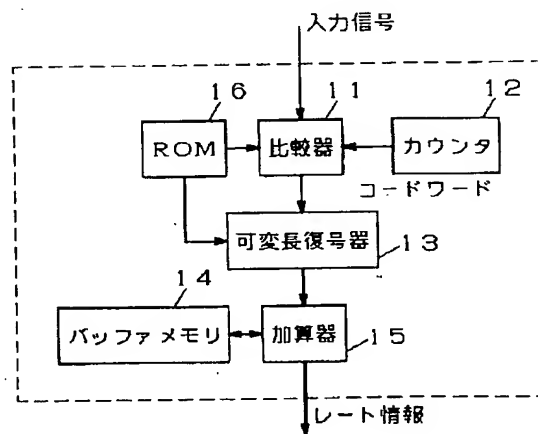 入力信号
16
11
12
ROM
比較器
カウンタ
コードワード
可変長復号器
13
14
バッファメモリ
加算器
15
レート情報